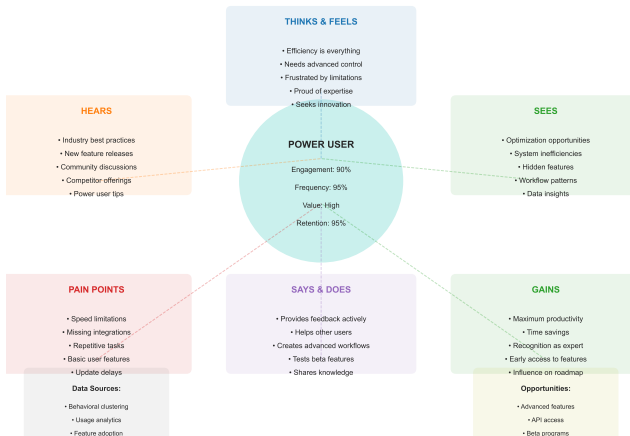 THINKS & FEELS
• Efficiency is everything
• Needs advanced control
• Frustrated by limitations
• Proud of expertise
• Seeks innovation
HEARS
• Industry best practices
• New feature releases
• Community discussions
• Competitor offerings
• Power user tips
POWER USER
Engagement: 90%
Frequency: 95%
Value: High
Retention: 95%
SEES
• Optimization opportunities
• System inefficiencies
• Hidden features
• Workflow patterns
• Data insights
PAIN POINTS
• Speed limitations
• Missing integrations
• Repetitive tasks
• Basic user features
• Update delays
SAYS & DOES
• Provides feedback actively
• Helps other users
• Creates advanced workflows
• Tests beta features
• Shares knowledge
GAINS
• Maximum productivity
• Time savings
• Recognition as expert
• Early access to features
• Influence on roadmap
Data Sources:
• Behavioral clustering
• Usage analytics
• Feature adoption
Opportunities:
• Advanced features
• API access
• Beta programs